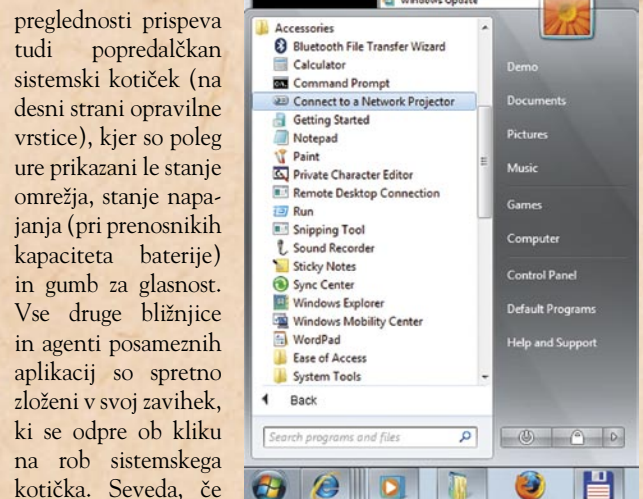 preglednosti prispeva
tudi popredalčkan
sistemski kotiček (na
desni strani opravilne
vrstice), kjer so poleg
ure prikazani le stanje
omrežja, stanje napa-
janja (pri prenosnikih
kapaciteta baterije)
in gumb za glasnost.
Vse druge bližnjice
in agenti posameznih
aplikacij so spretno
zloženi v svoj zavihek,
ki se odpre ob kliku
na rob sistemskega
kotička. Seveda, če
Windows Update
Accessories
Bluetooth File Transfer Wizard
Calculator
Command Prompt
Connect to a Network Projector
Getting Started
Notepad
Paint
Private Character Editor
Remote Desktop Connection
Run
Snipping Tool
Sound Recorder
Sticky Notes
Sync Center
Windows Explorer
Windows Mobility Center
WordPad
Ease of Access
System Tools
Back
Search programs and files
Demo
Documents
Pictures
Music
Games
Computer
Control Panel
Default Programs
Help and Support